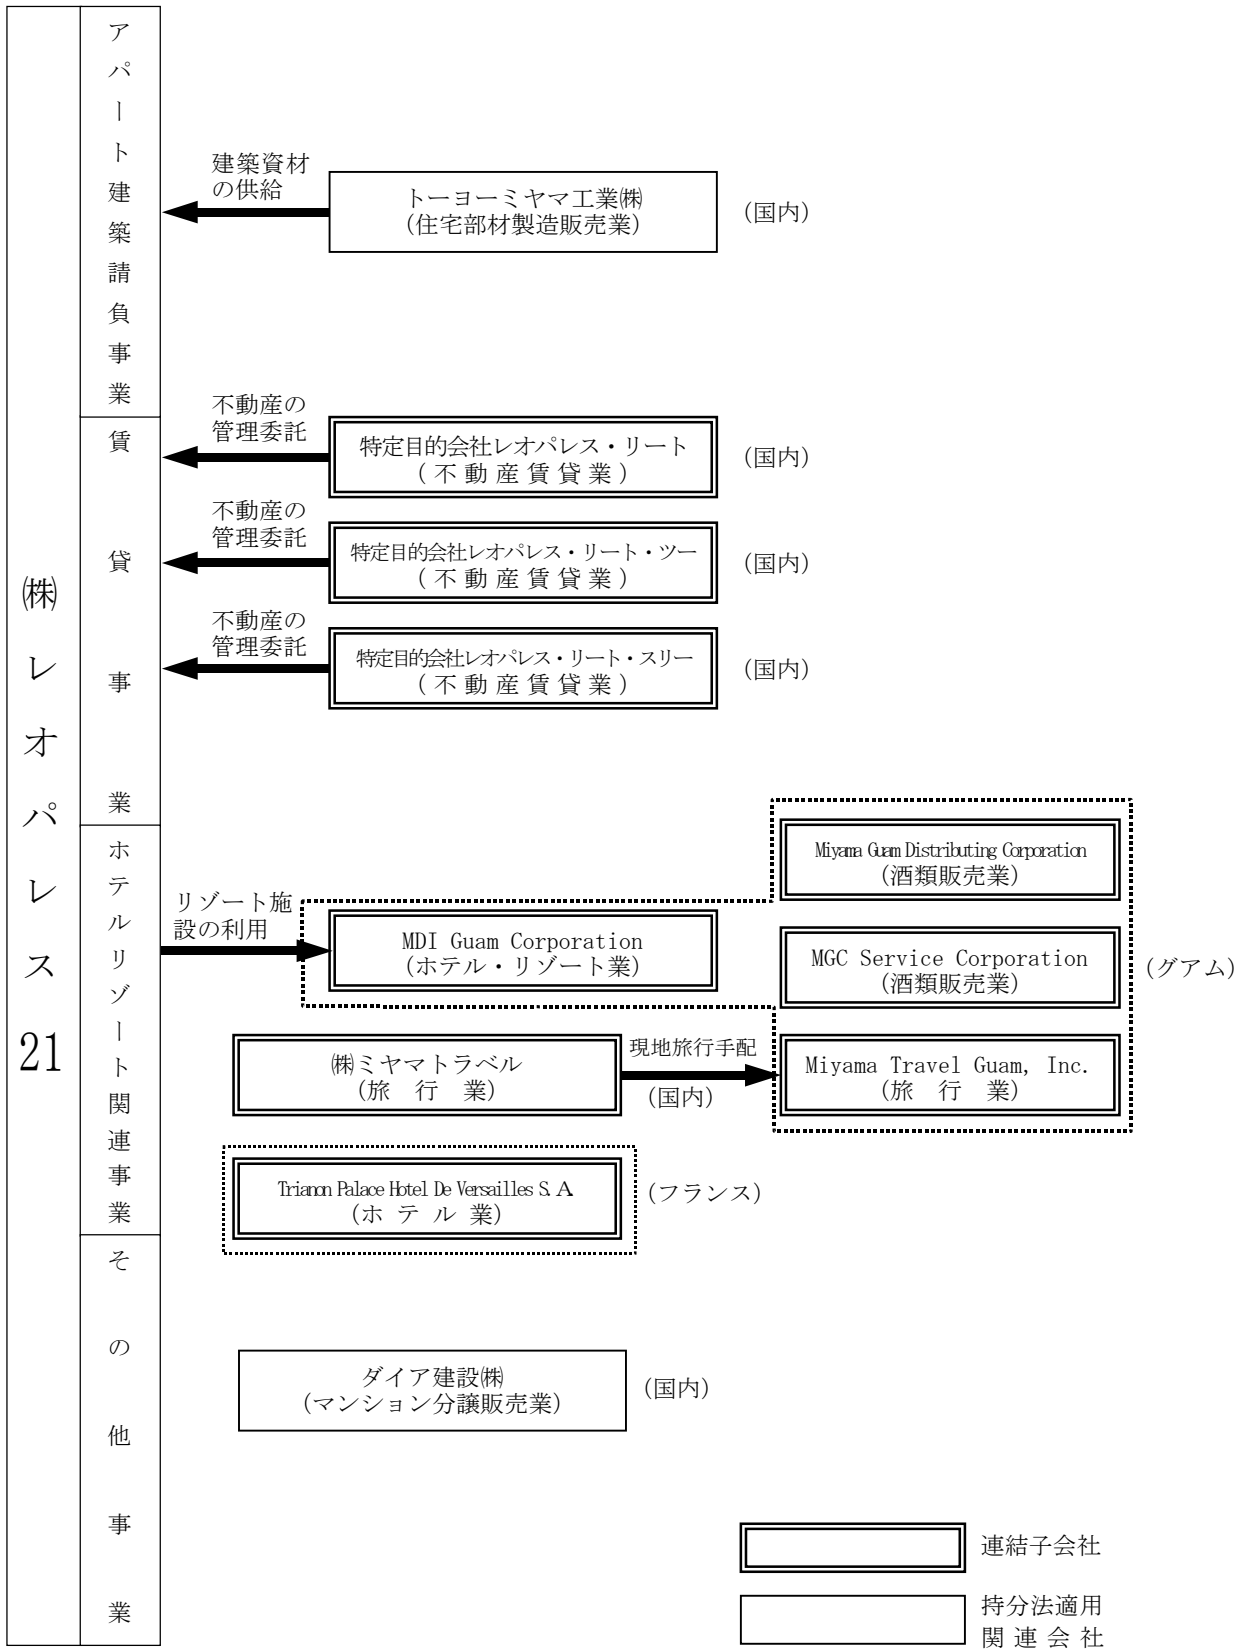 ㈱レオパレス21
アパート建築請負事業
建築資材
の供給
トーヨーミヤマ工業㈱
(住宅部材製造販売業)
(国内)
賃貸事業
不動産の
管理委託
特定目的会社レオパレス・リート
(不動産賃貸業)
(国内)
不動産の
管理委託
特定目的会社レオパレス・リート・ツー
(不動産賃貸業)
(国内)
不動産の
管理委託
特定目的会社レオパレス・リート・スリー
(不動産賃貸業)
(国内)
ホテルリゾート関連事業
リゾート施
設の利用
MDI Guam Corporation
(ホテル・リゾート業)
Miyama Guam Distributing Corporation
(酒類販売業)
MGC Service Corporation
(酒類販売業)
(グアム)
㈱ミヤマトラベル
(旅行業)
現地旅行手配
(国内)
Miyama Travel Guam, Inc.
(旅行業)
Trianon Palace Hotel De Versailles S.A.
(ホテル業)
(フランス)
その他事業
ダイア建設㈱
(マンション分譲販売業)
(国内)
連結子会社
持分法適用
関連会社